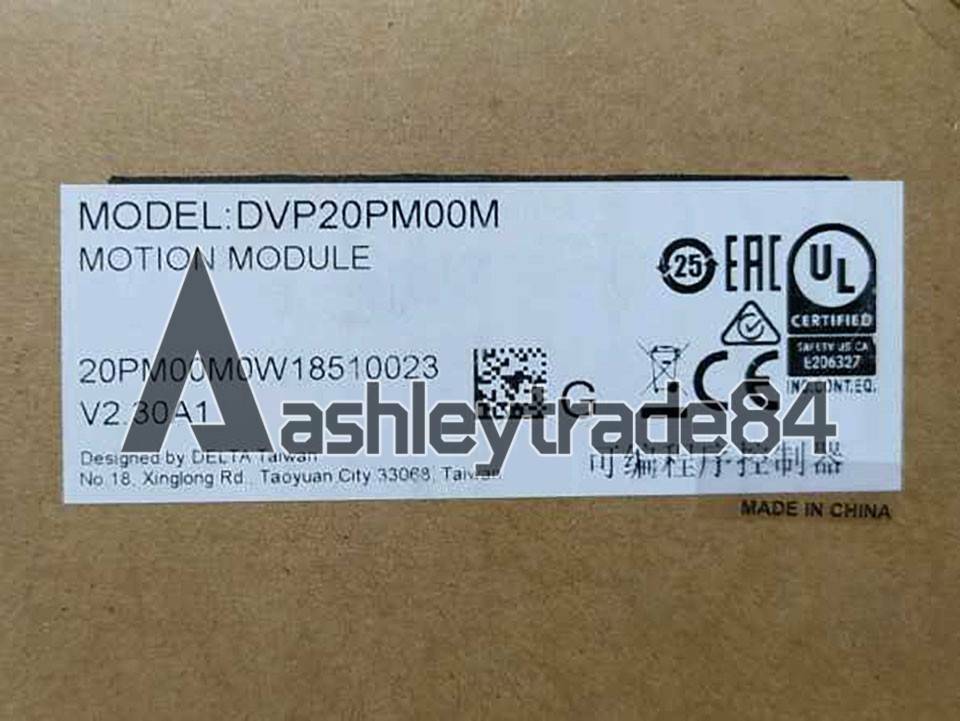 MODEL:DVP20PM00M
MOTION MODULE
25 EAC UL
CERTIFIED
SAFETY US CA
E206327
IND.CONT.EQ.
20PM00M0W18510023
V2.30A1
G
CE
Aashleytrade84
Designed by DELTA Taiwan
No.18, Xinglong Rd., Taoyuan City 33068, Taiwan
可编程序控制器
MADE IN CHINA